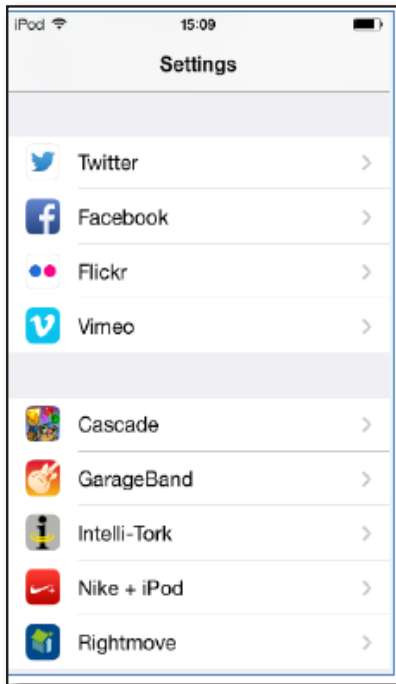 iPod 15:09
Settings
Twitter
Facebook
Flickr
Vimeo
Cascade
GarageBand
Intelli-Tork
Nike + iPod
Rightmove